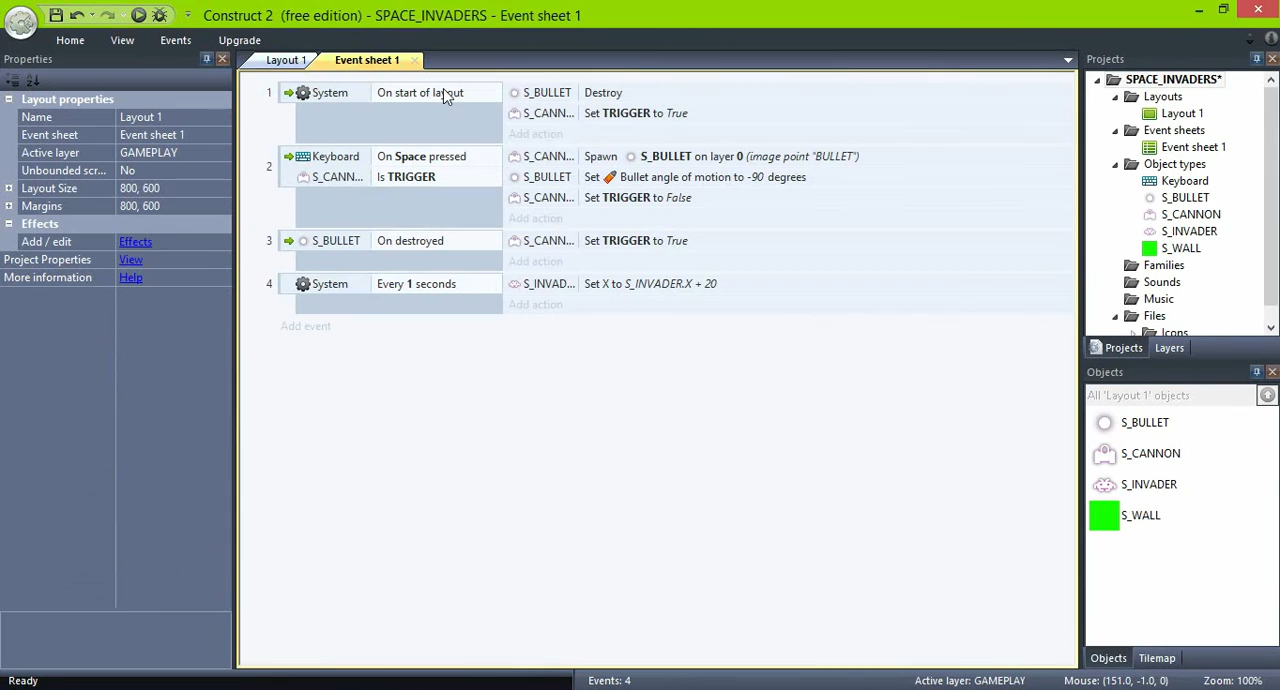 Construct 2 (free edition) - SPACE_INVADERS - Event sheet 1
Home View Events Upgrade
Properties
Layout properties
Name Layout 1
Event sheet Event sheet 1
Active layer GAMEPLAY
Unbounded scr... No
Layout Size 800, 600
Margins 800, 600
Effects
Add / edit Effects
Project Properties View
More information Help
Layout 1 Event sheet 1
1 System On start of layout S_BULLET Destroy
S_CANN... Set TRIGGER to True
Add action
2 Keyboard On Space pressed S_CANN... Spawn S_BULLET on layer 0 (image point "BULLET")
S_CANN... Is TRIGGER S_BULLET Set Bullet angle of motion to -90 degrees
S_CANN... Set TRIGGER to False
Add action
3 S_BULLET On destroyed S_CANN... Set TRIGGER to True
Add action
4 System Every 1 seconds S_INVAD... Set X to S_INVADER.X + 20
Add action
Add event
Projects
SPACE_INVADERS*
Layouts
Layout 1
Event sheets
Event sheet 1
Object types
Keyboard
S_BULLET
S_CANNON
S_INVADER
S_WALL
Families
Sounds
Music
Files
Icons
Projects Layers
Objects
All 'Layout 1' objects
S_BULLET
S_CANNON
S_INVADER
S_WALL
Objects Tilemap
Ready Events: 4 Active layer: GAMEPLAY Mouse: (151.0, -1.0, 0) Zoom: 100%